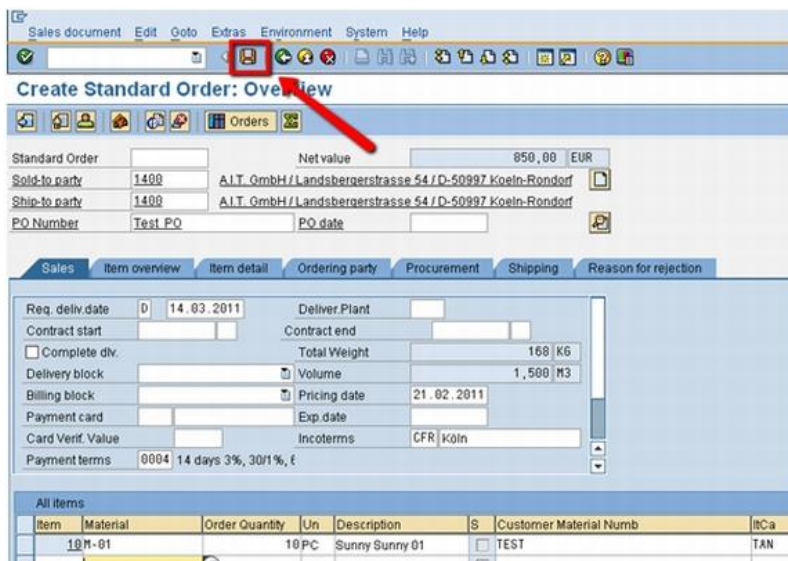 Sales document Edit Goto Extras Environment System Help
Create Standard Order: Overview
Orders
Standard Order Net value 850,00 EUR
Sold-to party 1400 A.I.T. GmbH / Landsbergerstrasse 54 / D-50997 Koeln-Rondorf
Ship-to party 1400 A.I.T. GmbH / Landsbergerstrasse 54 / D-50997 Koeln-Rondorf
PO Number Test PO PO date
Sales Item overview Item detail Ordering party Procurement Shipping Reason for rejection
Req. deliv.date D 14.03.2011 Deliver.Plant
Contract start Contract end
Complete dlv. Total Weight 168 KG
Delivery block Volume 1,500 M3
Billing block Pricing date 21.02.2011
Payment card Exp.date
Card Verif. Value Incoterms CFR Köln
Payment terms 0004 14 days 3%, 30/1%, 6
All items
Item Material Order Quantity Un Description S Customer Material Numb ItCa
10 M-01 10 PC Sunny Sunny 01 TEST TAN